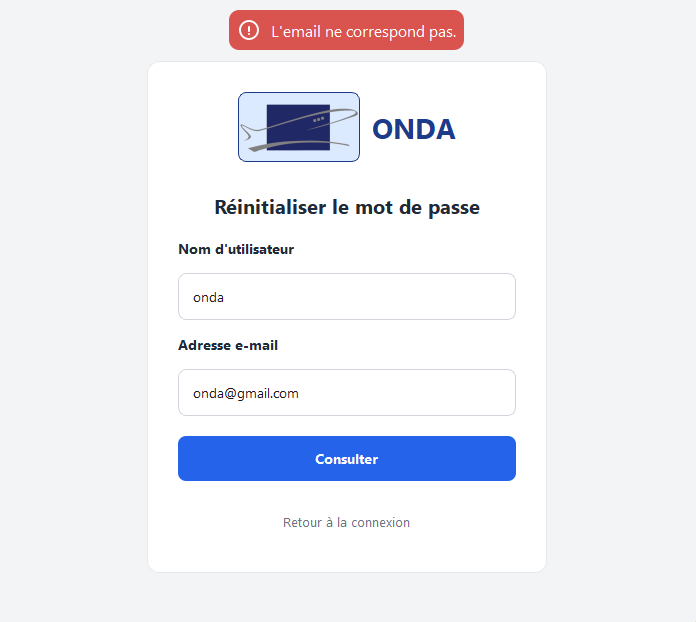 L'email ne correspond pas.
ONDA
Réinitialiser le mot de passe
Nom d'utilisateur
onda
Adresse e-mail
onda@gmail.com
Consulter
Retour à la connexion